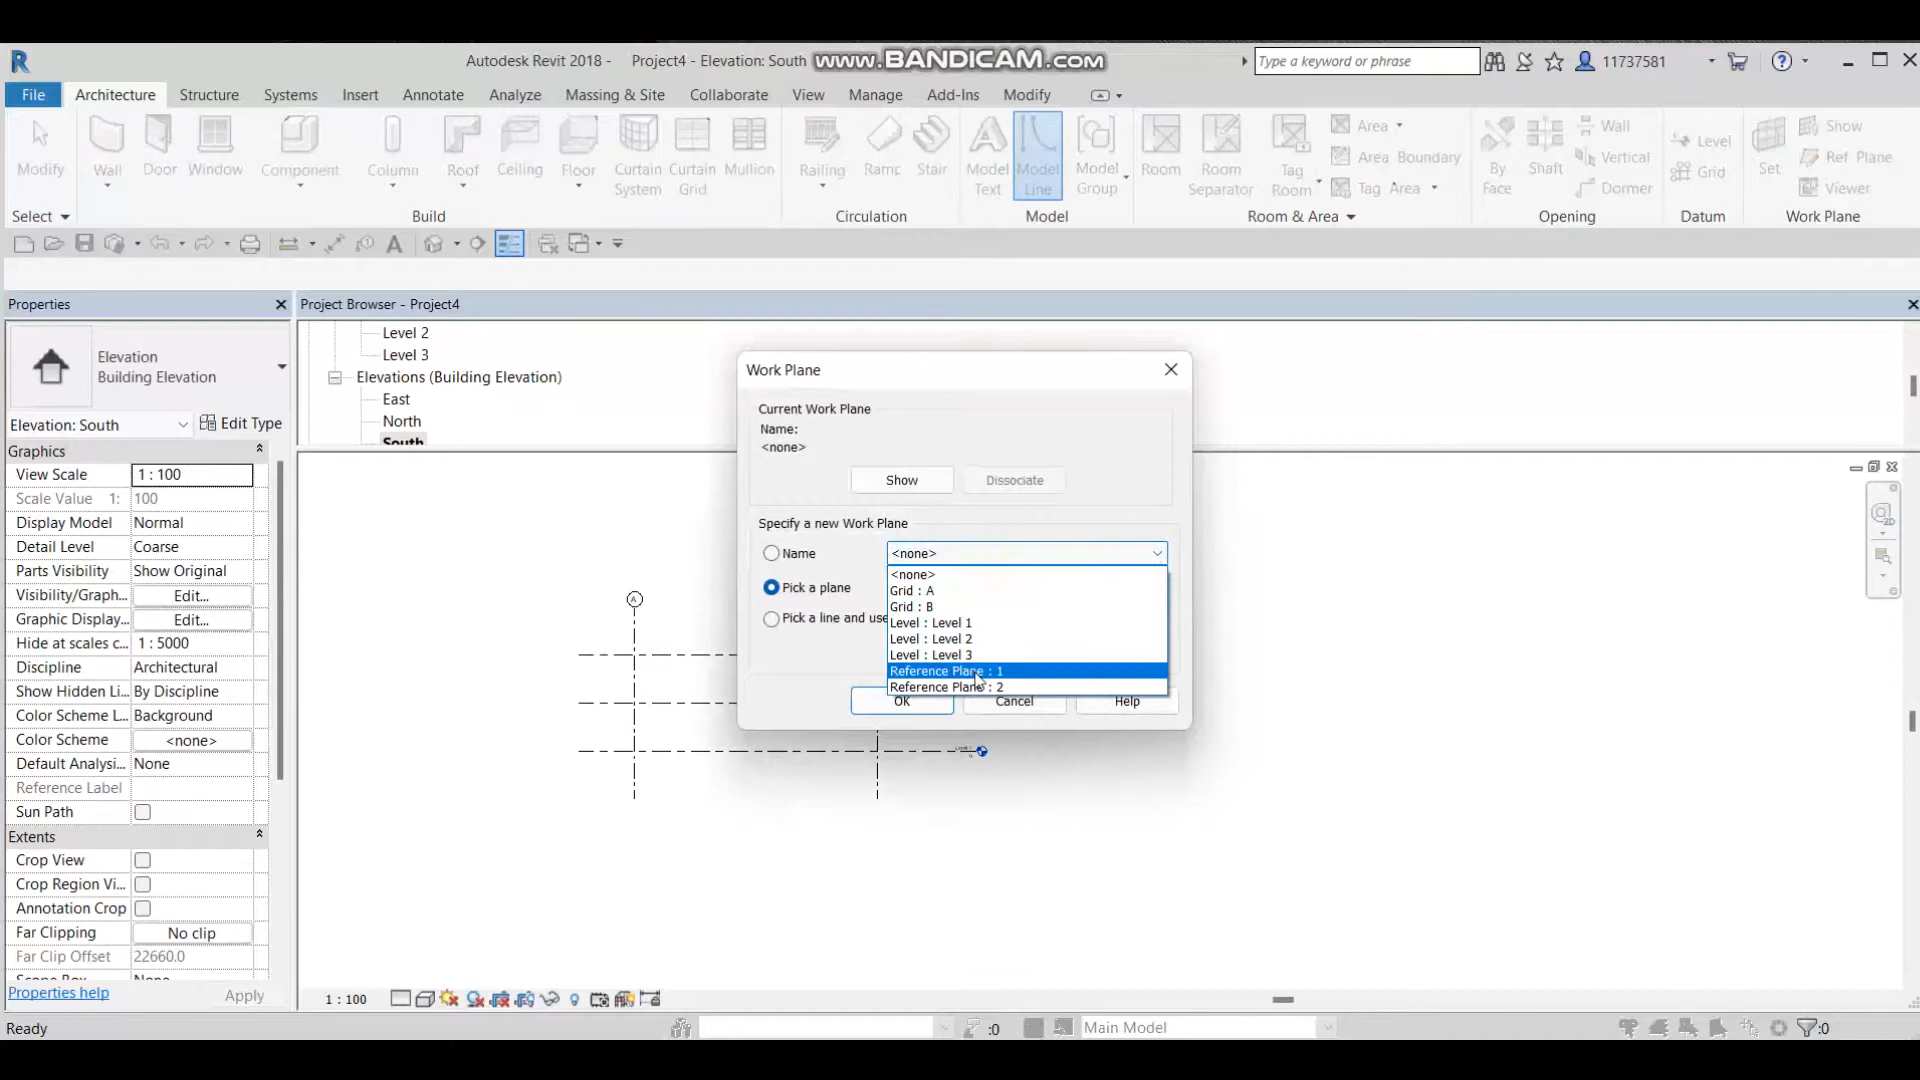 Autodesk Revit 2018 -    Project4 - Elevation: South
www.BANDICAM.com
Type a keyword or phrase
11737581
File Architecture Structure Systems Insert Annotate Analyze Massing & Site Collaborate View Manage Add-Ins Modify
Modify
Wall
Door
Window
Component
Column
Roof
Ceiling
Floor
Curtain System
Curtain Grid
Mullion
Railing
Ramp
Stair
Model Text
Model Line
Model Group
Room
Room Separator
Tag Room
Area
Area Boundary
Tag Area
By Face
Shaft
Wall
Vertical
Dormer
Level
Grid
Set
Show
Ref Plane
Viewer
Select Build Circulation Model Room & Area Opening Datum Work Plane
Properties
Project Browser - Project4
Elevation
Building Elevation
Elevation: South
Edit Type
Level 2
Level 3
Elevations (Building Elevation)
East
North
South
Graphics
View Scale 1 : 100
Scale Value 1: 100
Display Model Normal
Detail Level Coarse
Parts Visibility Show Original
Visibility/Graph... Edit...
Graphic Display... Edit...
Hide at scales c... 1 : 5000
Discipline Architectural
Show Hidden Li... By Discipline
Color Scheme L... Background
Color Scheme <none>
Default Analysi... None
Reference Label
Sun Path
Extents
Crop View
Crop Region Vi...
Annotation Crop
Far Clipping No clip
Far Clip Offset 22660.0
Scope Box None
Properties help
Apply
Work Plane
Current Work Plane
Name:
<none>
Show
Dissociate
Specify a new Work Plane
Name
<none>
<none>
Grid : A
Grid : B
Level : Level 1
Level : Level 2
Level : Level 3
Reference Plane : 1
Reference Plane : 2
Pick a plane
Pick a line and use
OK
Cancel
Help
A
2D
1 : 100
Ready
:0
Main Model
:0